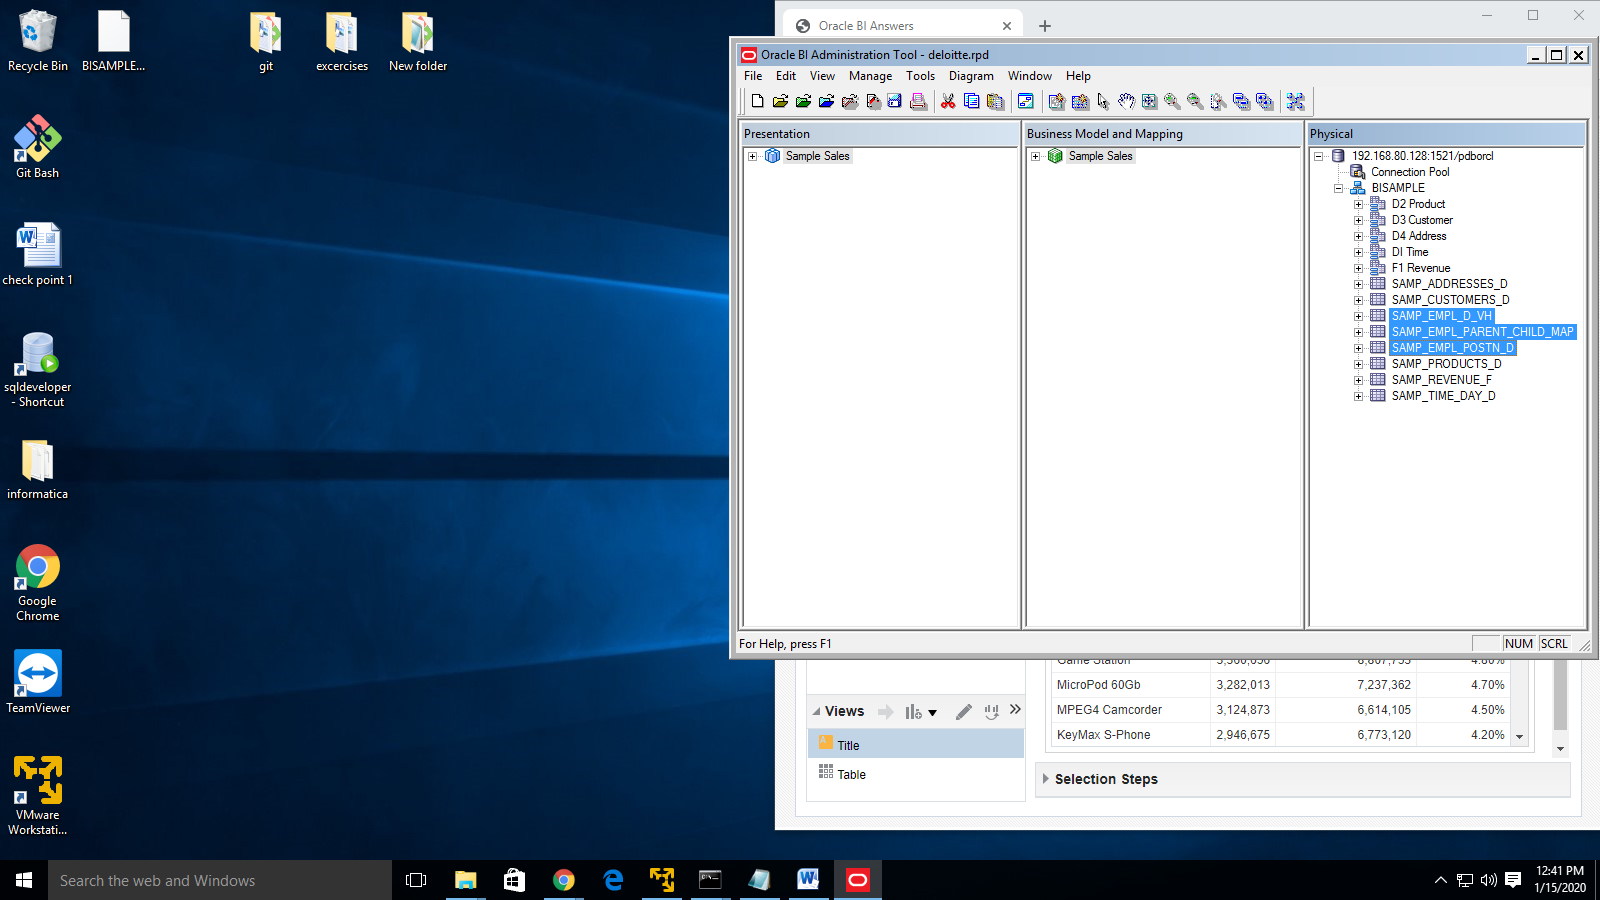 Recycle Bin
BISAMPLE...
git
excercises
New folder
Git Bash
check point 1
sqldeveloper
- Shortcut
informatica
Google
Chrome
TeamViewer
VMware
Workstati...
Oracle BI Answers
Oracle BI Administration Tool - deloitte.rpd
File Edit View Manage Tools Diagram Window Help
Presentation
Sample Sales
Business Model and Mapping
Sample Sales
Physical
192.168.80.128:1521/pdborcl
Connection Pool
BISAMPLE
D2 Product
D3 Customer
D4 Address
DI Time
F1 Revenue
SAMP_ADDRESSES_D
SAMP_CUSTOMERS_D
SAMP_EMPL_D_VH
SAMP_EMPL_PARENT_CHILD_MAP
SAMP_EMPL_POSTN_D
SAMP_PRODUCTS_D
SAMP_REVENUE_F
SAMP_TIME_DAY_D
For Help, press F1
NUM SCRL
Views
Title
Table
Game Station
MicroPod 60Gb 3,282,013 7,237,362 4.70%
MPEG4 Camcorder 3,124,873 6,614,105 4.50%
KeyMax S-Phone 2,946,675 6,773,120 4.20%
Selection Steps
Search the web and Windows
12:41 PM
1/15/2020